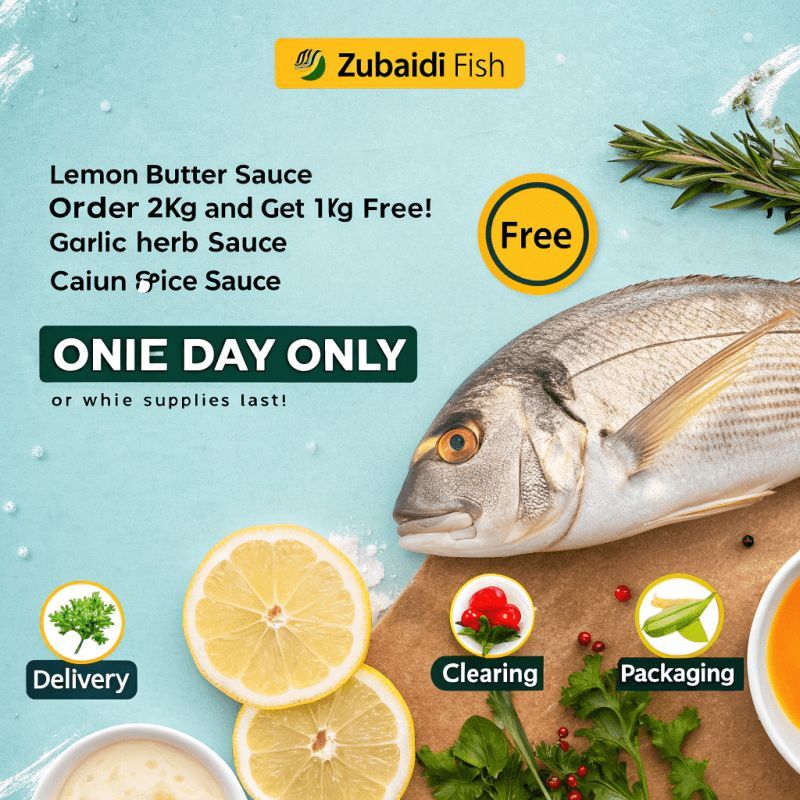 Zubaidi Fish
Lemon Butter Sauce
Order 2Kg and Get 1Kg Free!
Garlic herb Sauce
Caiun Spice Sauce
Free
ONIE DAY ONLY
or whie supplies last!
Delivery
Clearing
Packaging